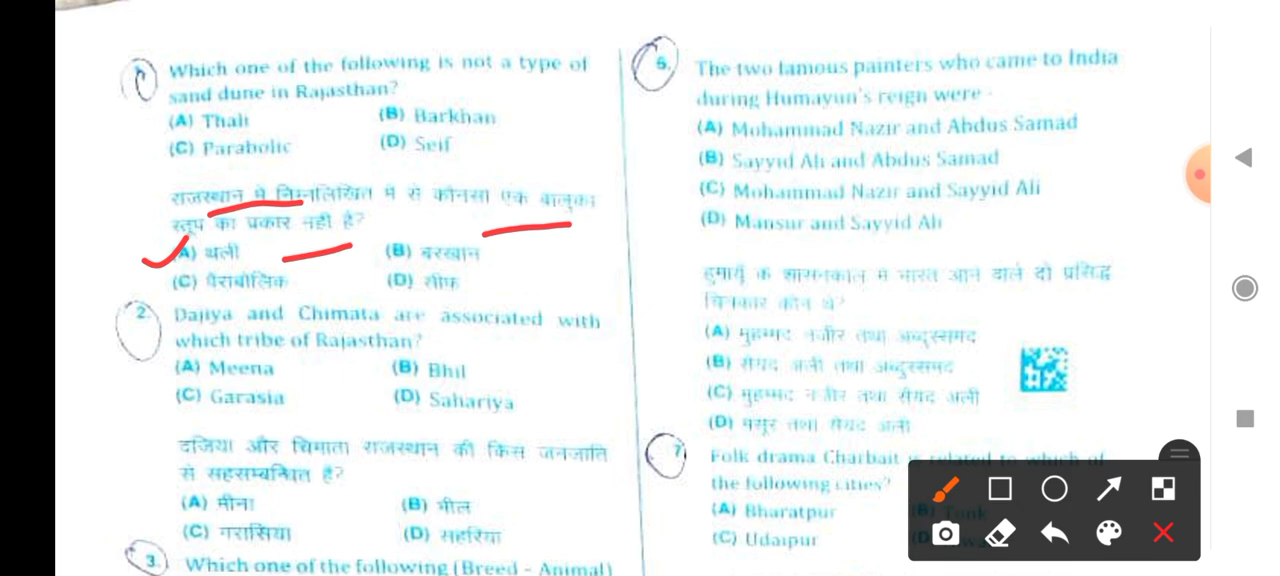 Which one of the following is not a type of
sand dune in Rajasthan?
(A) Thali
(B) Barkhan
(C) Parabolic
(D) Seif
राजस्थान में निम्नलिखित में से कौनसा एक बालुका
स्तूप का प्रकार नहीं है?
(A) थली
(B) बरखान
(C) पैराबोलिक
(D) सीफ
2. Dajiya and Chimata are associated with
which tribe of Rajasthan?
(A) Meena
(B) Bhil
(C) Garasia
(D) Sahariya
दजिया और चिमाता राजस्थान की किस जनजाति
से सहसम्बन्धित है?
(A) मीना
(B) भील
(C) गरासिया
(D) सहरिया
3. Which one of the following (Breed - Animal)
6. The two famous painters who came to India
during Humayun's reign were -
(A) Mohammad Nazir and Abdus Samad
(B) Sayyid Ali and Abdus Samad
(C) Mohammad Nazir and Sayyid Ali
(D) Mansur and Sayyid Ali
हुमायूँ के शासनकाल में भारत आने वाले दो प्रसिद्ध
चित्रकार कौन थे?
(A) मुहम्मद नजीर तथा अब्दुस्समद
(B) सैयद अली तथा अब्दुस्समद
(C) मुहम्मद नजीर तथा सैयद अली
(D) मंसूर तथा सैयद अली
7. Folk drama Charbait is related to which of
the following cities?
(A) Bharatpur
(B) Tonk
(C) Udaipur